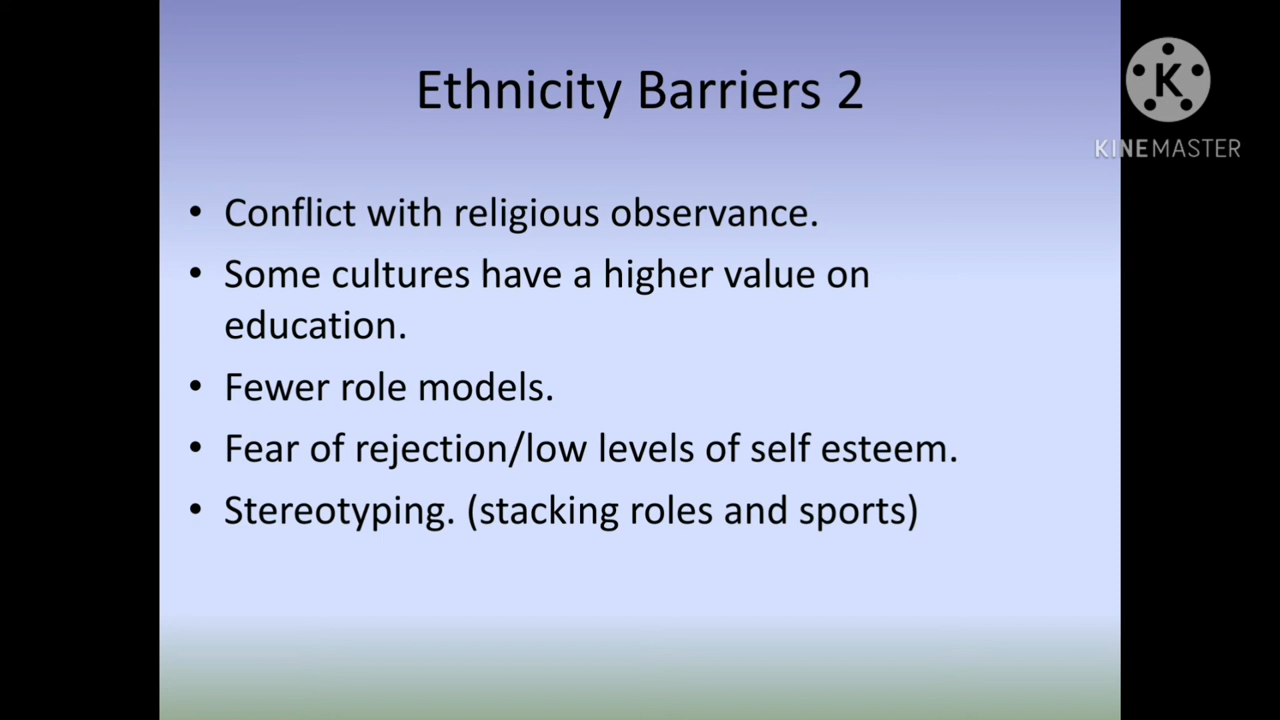 Ethnicity Barriers 2
K
KINEMASTER
• Conflict with religious observance.
• Some cultures have a higher value on
education.
• Fewer role models.
• Fear of rejection/low levels of self esteem.
• Stereotyping. (stacking roles and sports)